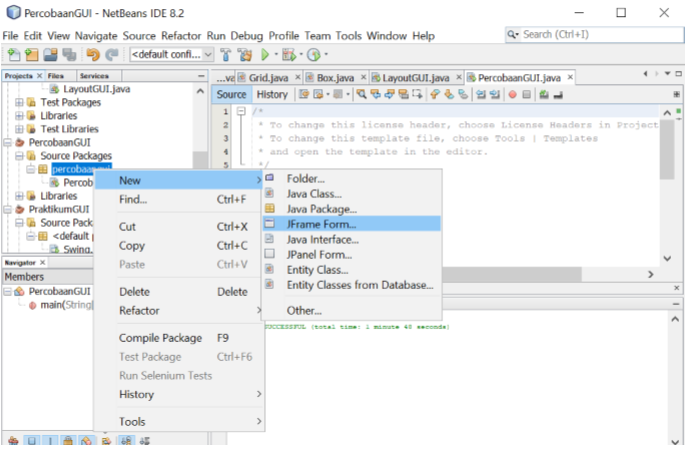 PercobaanGUI - NetBeans IDE 8.2
File Edit View Navigate Source Refactor Run Debug Profile Team Tools Window Help
Search (Ctrl+I)
<default confi...
Projects Files Services
LayoutGUI.java
Test Packages
Libraries
Test Libraries
PercobaanGUI
Source Packages
percobaangui
Percob
Libraries
PraktikumGUI
Source Pack
<default p
Swing.
Navigator
Members
PercobaanGUI
main(String[
...va Grid.java Box.java LayoutGUI.java PercobaanGUI.java
Source History
1 /*
2 * To change this license header, choose License Headers in Project
3 * To change this template file, choose Tools | Templates
4 * and open the template in the editor.
5 */
New
Find... Ctrl+F
Cut Ctrl+X
Copy Ctrl+C
Paste Ctrl+V
Delete Delete
Refactor
Compile Package F9
Test Package Ctrl+F6
Run Selenium Tests
History
Tools
Folder...
Java Class...
Java Package...
JFrame Form...
Java Interface...
JPanel Form...
Entity Class...
Entity Classes from Database...
Other...
SUCCESSFUL (total time: 1 minute 48 seconds)